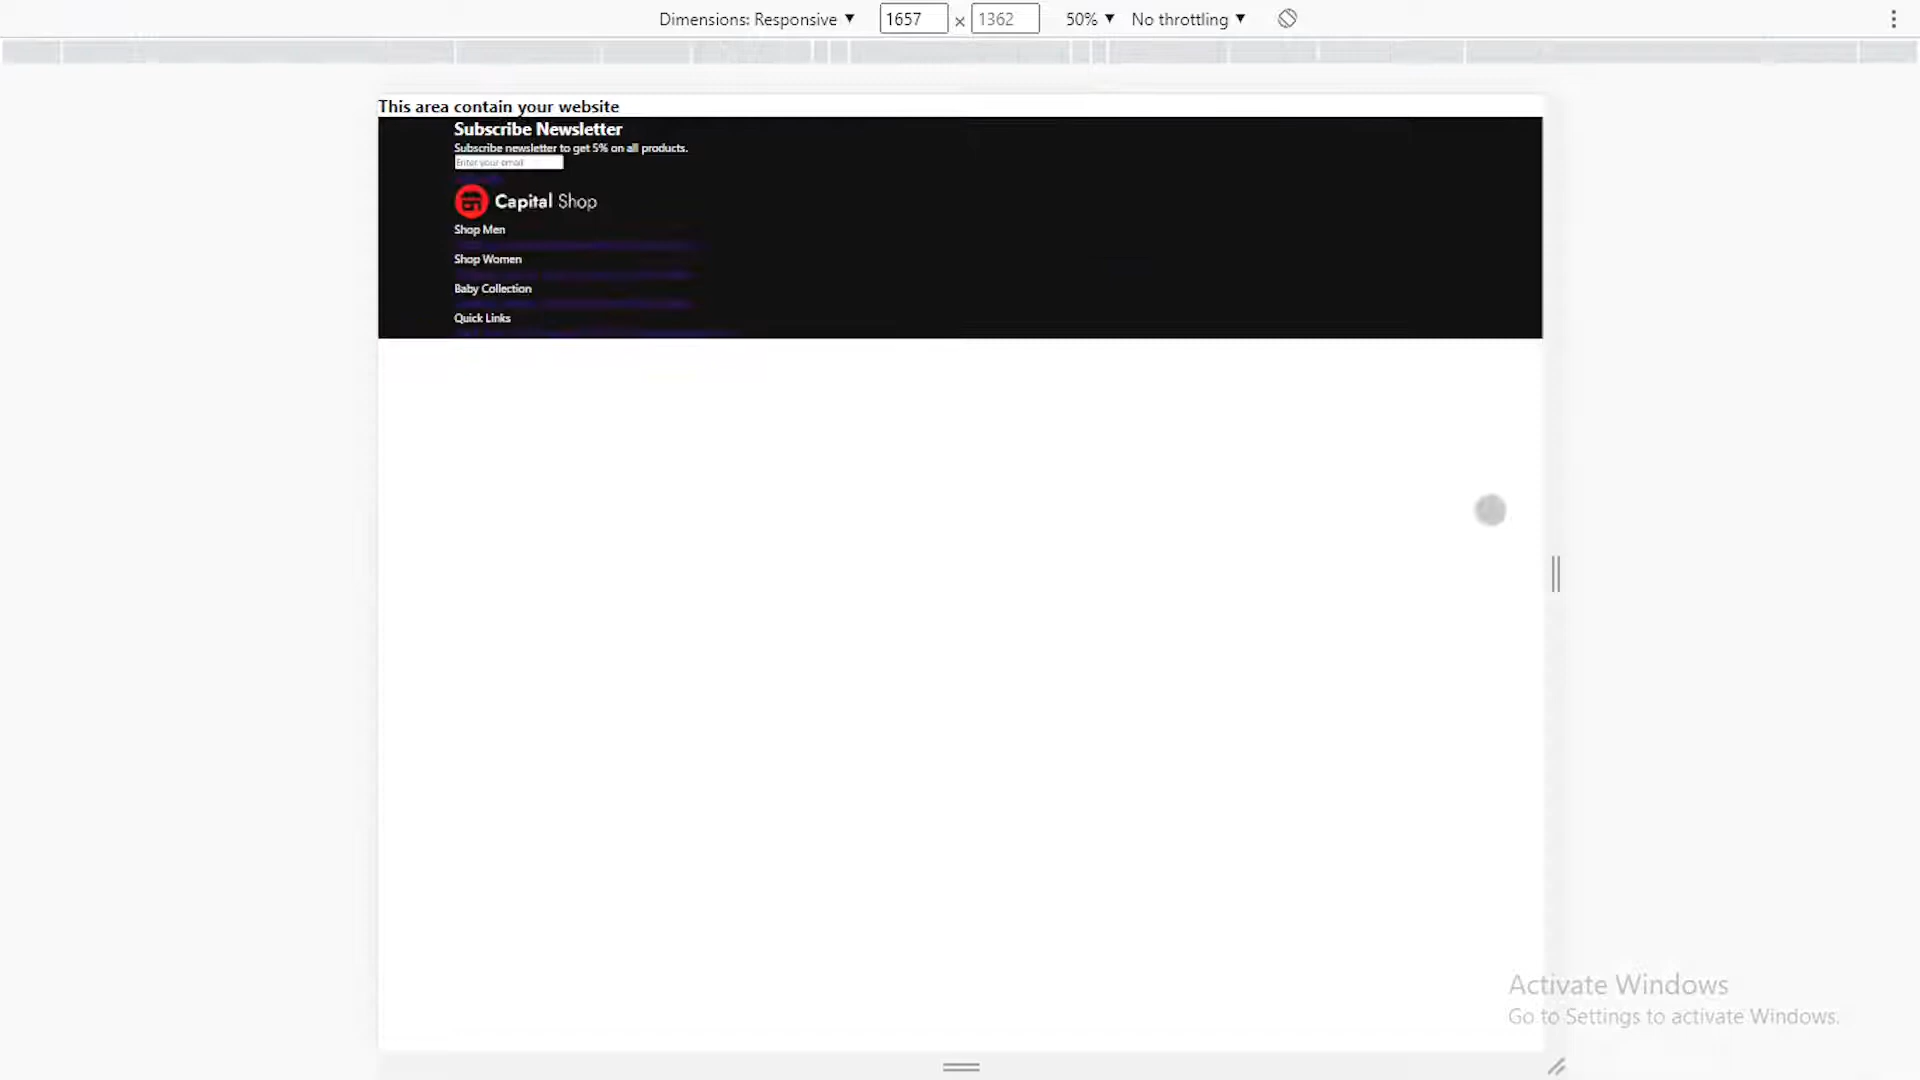 Dimensions: Responsive ▼ 1657 × 1362 50% ▼ No throttling ▼
This area contain your website
Subscribe Newsletter
Subscribe newsletter to get 5% on all products.
Enter your email
Capital Shop
Shop Men
Shop Women
Baby Collection
Quick Links
Activate Windows
Go to Settings to activate Windows.